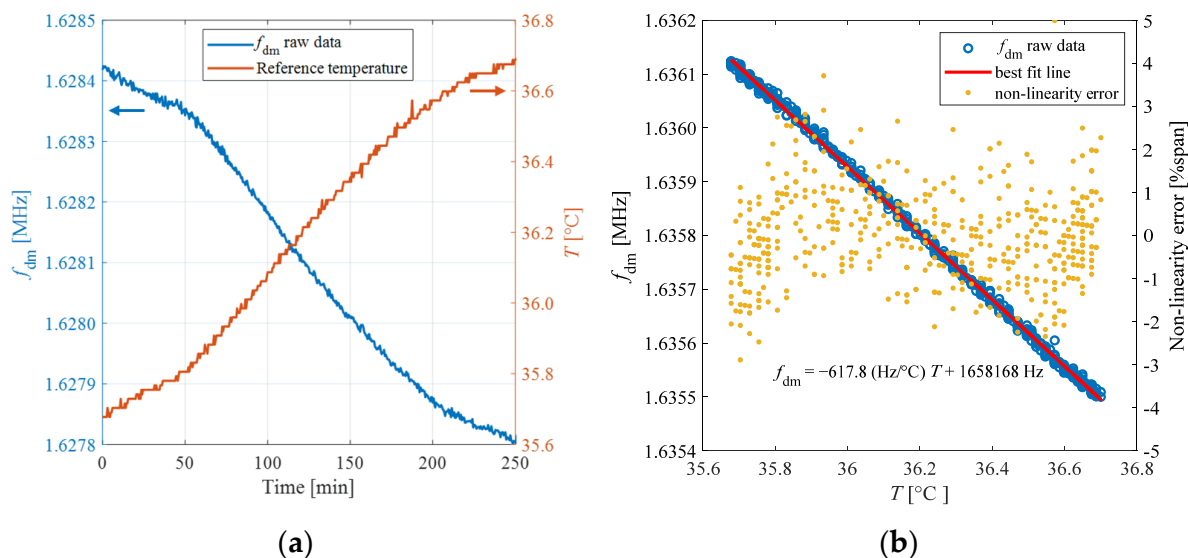 1.6285
1.6284
1.6283
1.6282
1.6281
1.6280
1.6279
1.6278
f_dm [MHz]
f_dm raw data
Reference temperature
36.8
36.6
36.4
36.2
36.0
35.8
35.6
T [°C]
0 50 100 150 200 250
Time [min]
(a)
1.6362
1.6361
1.6360
1.6359
1.6358
1.6357
1.6356
1.6355
1.6354
f_dm [MHz]
f_dm raw data
best fit line
non-linearity error
f_dm = −617.8 (Hz/°C) T + 1658168 Hz
5
4
3
2
1
0
-1
-2
-3
-4
-5
Non-linearity error [%span]
35.6 35.8 36 36.2 36.4 36.6 36.8
T [°C]
(b)